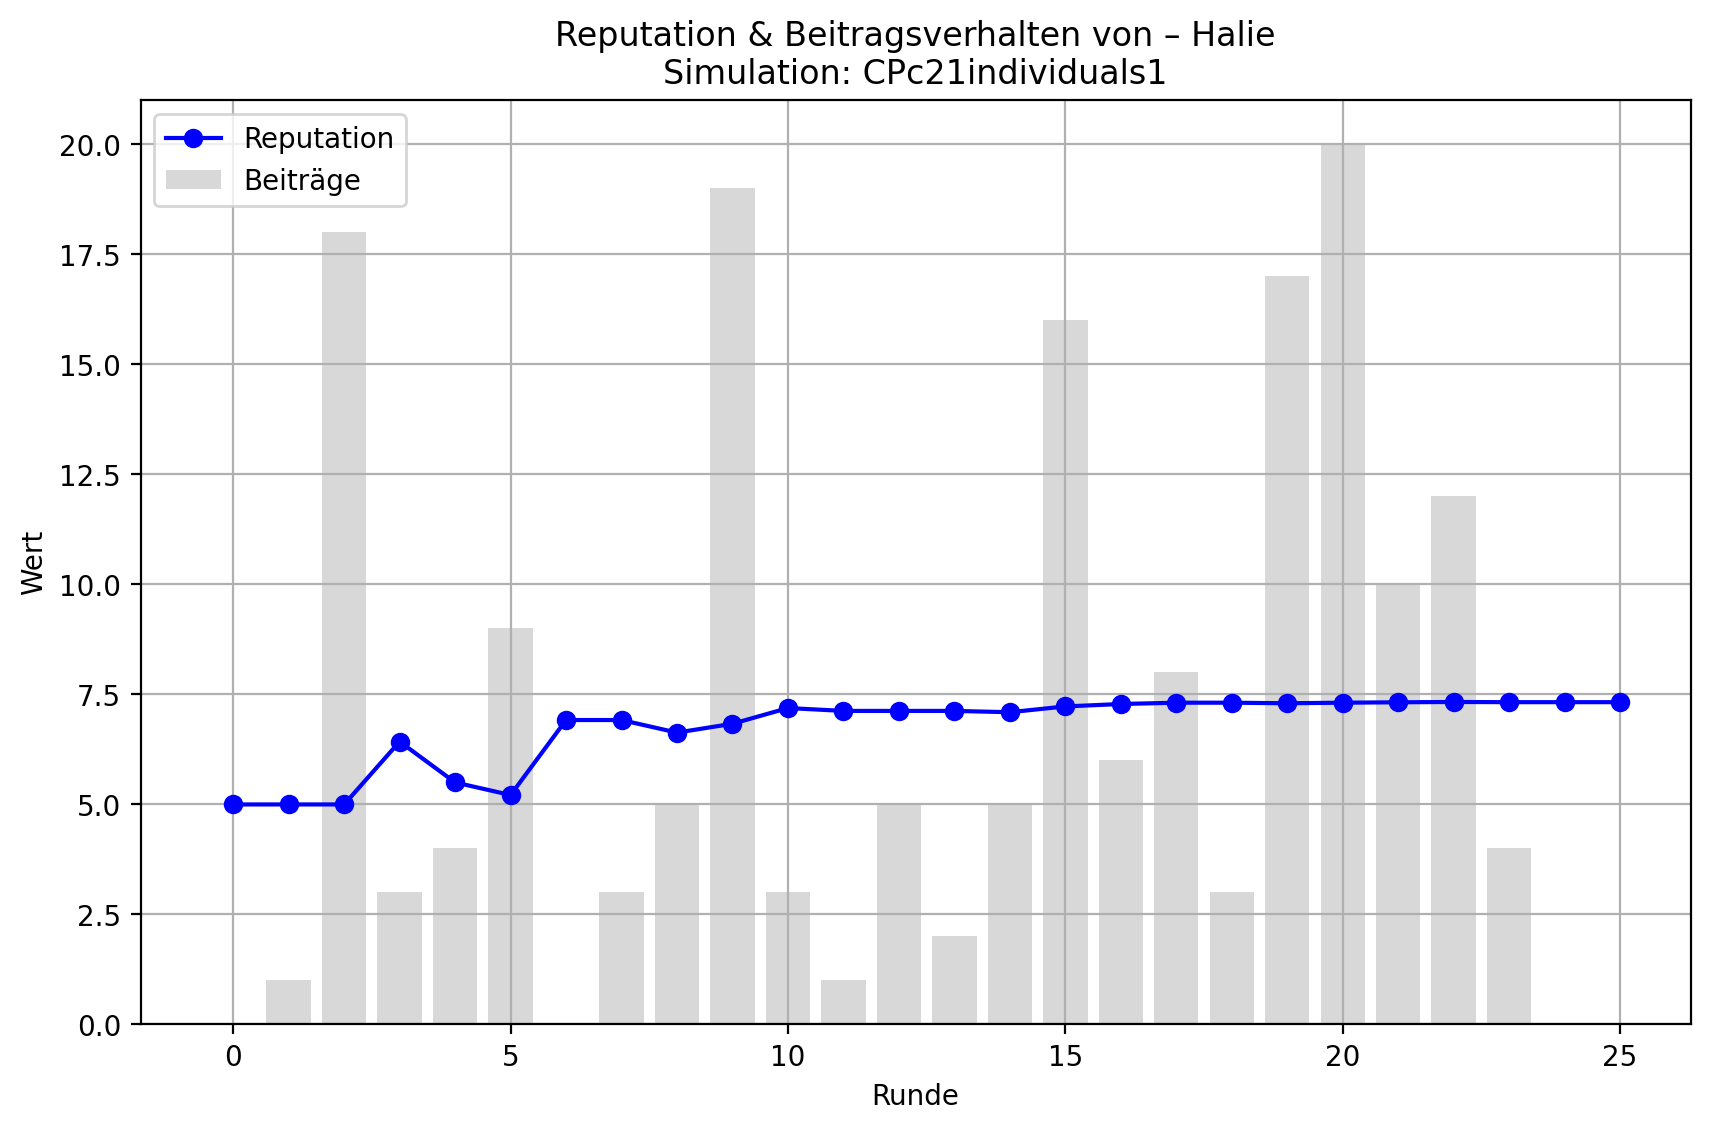 Reputation & Beitragsverhalten von – Halie
Simulation: CPc21individuals1
Reputation
Beiträge
20.0
17.5
15.0
12.5
10.0
7.5
5.0
2.5
0.0
Wert
0 5 10 15 20 25
Runde